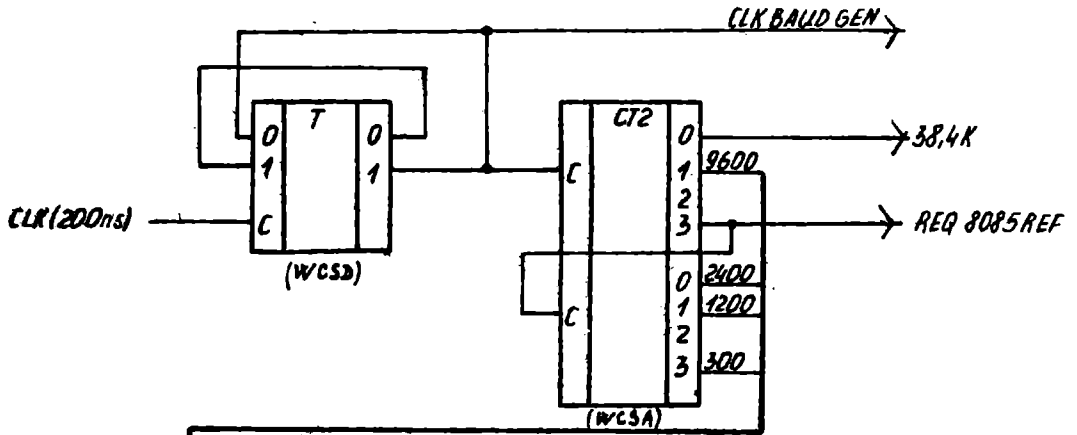 CLK BAUD GEN
T
0
0
1
1
CLK(200ns)
C
(WCSD)
CT2
C
0
38,4K
1
9600
2
3
REQ 8085 REF
C
0
2400
1
1200
2
3
300
(WCSA)